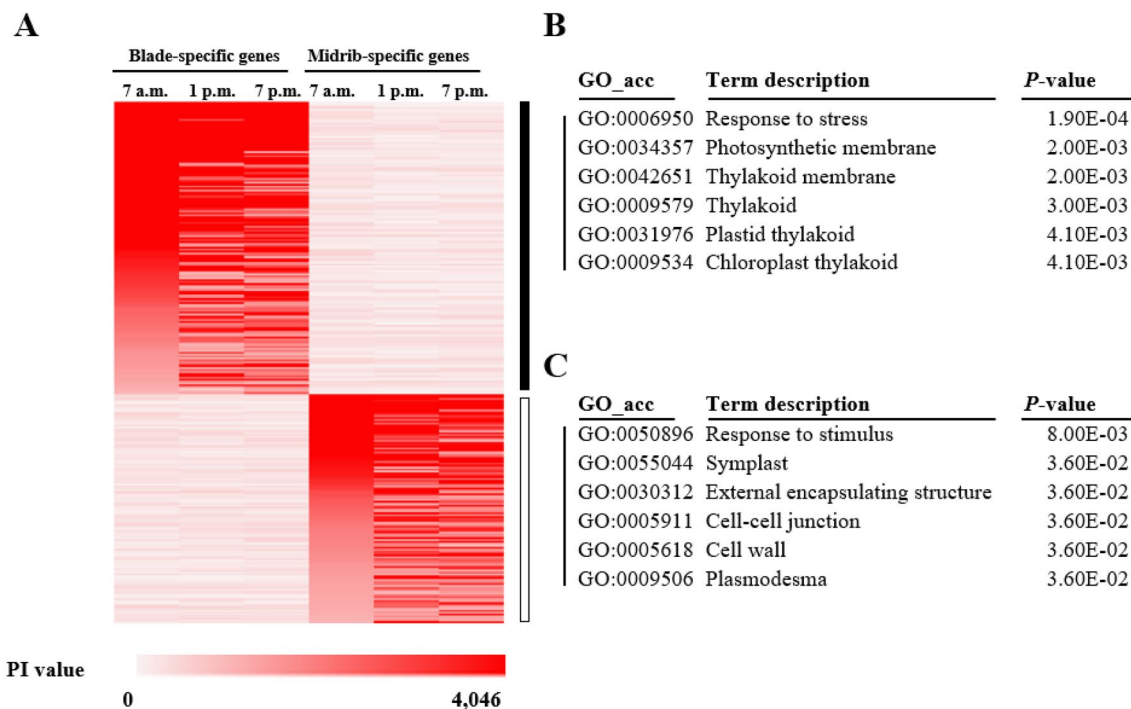 A
Blade-specific genes Midrib-specific genes
7 a.m. 1 p.m. 7 p.m. 7 a.m. 1 p.m. 7 p.m.
PI value
0 4,046
B
GO_acc Term description P-value
GO:0006950 Response to stress 1.90E-04
GO:0034357 Photosynthetic membrane 2.00E-03
GO:0042651 Thylakoid membrane 2.00E-03
GO:0009579 Thylakoid 3.00E-03
GO:0031976 Plastid thylakoid 4.10E-03
GO:0009534 Chloroplast thylakoid 4.10E-03
C
GO_acc Term description P-value
GO:0050896 Response to stimulus 8.00E-03
GO:0055044 Symplast 3.60E-02
GO:0030312 External encapsulating structure 3.60E-02
GO:0005911 Cell-cell junction 3.60E-02
GO:0005618 Cell wall 3.60E-02
GO:0009506 Plasmodesma 3.60E-02